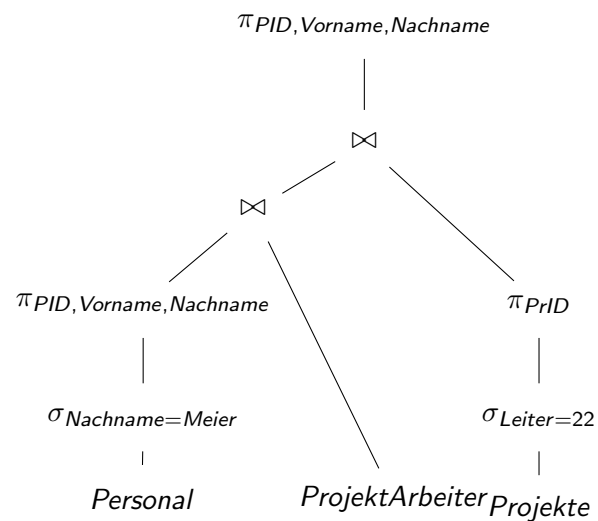 π PID,Vorname,Nachname
⋈
⋈
π PID,Vorname,Nachname
π PrID
σ Nachname=Meier
σ Leiter=22
Personal
ProjektArbeiter
Projekte